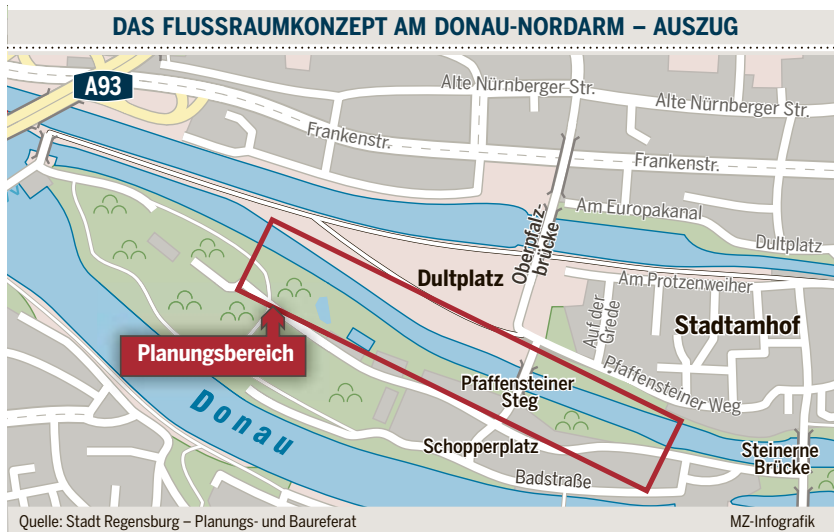 DAS FLUSSRAUMKONZEPT AM DONAU-NORDARM – AUSZUG
A93
Alte Nürnberger Str.
Alte Nürnberger Str.
Frankenstr.
Frankenstr.
Am Europakanal
Dultplatz
Oberpfalz-
brücke
Dultplatz
Am Protzenweiher
Auf der
Grede
Stadtamhof
Planungsbereich
Pfaffensteiner
Steg
Pfaffensteiner Weg
Donau
Schopperplatz
Steinerne
Brücke
Badstraße
Quelle: Stadt Regensburg – Planungs- und Baureferat
MZ-Infografik